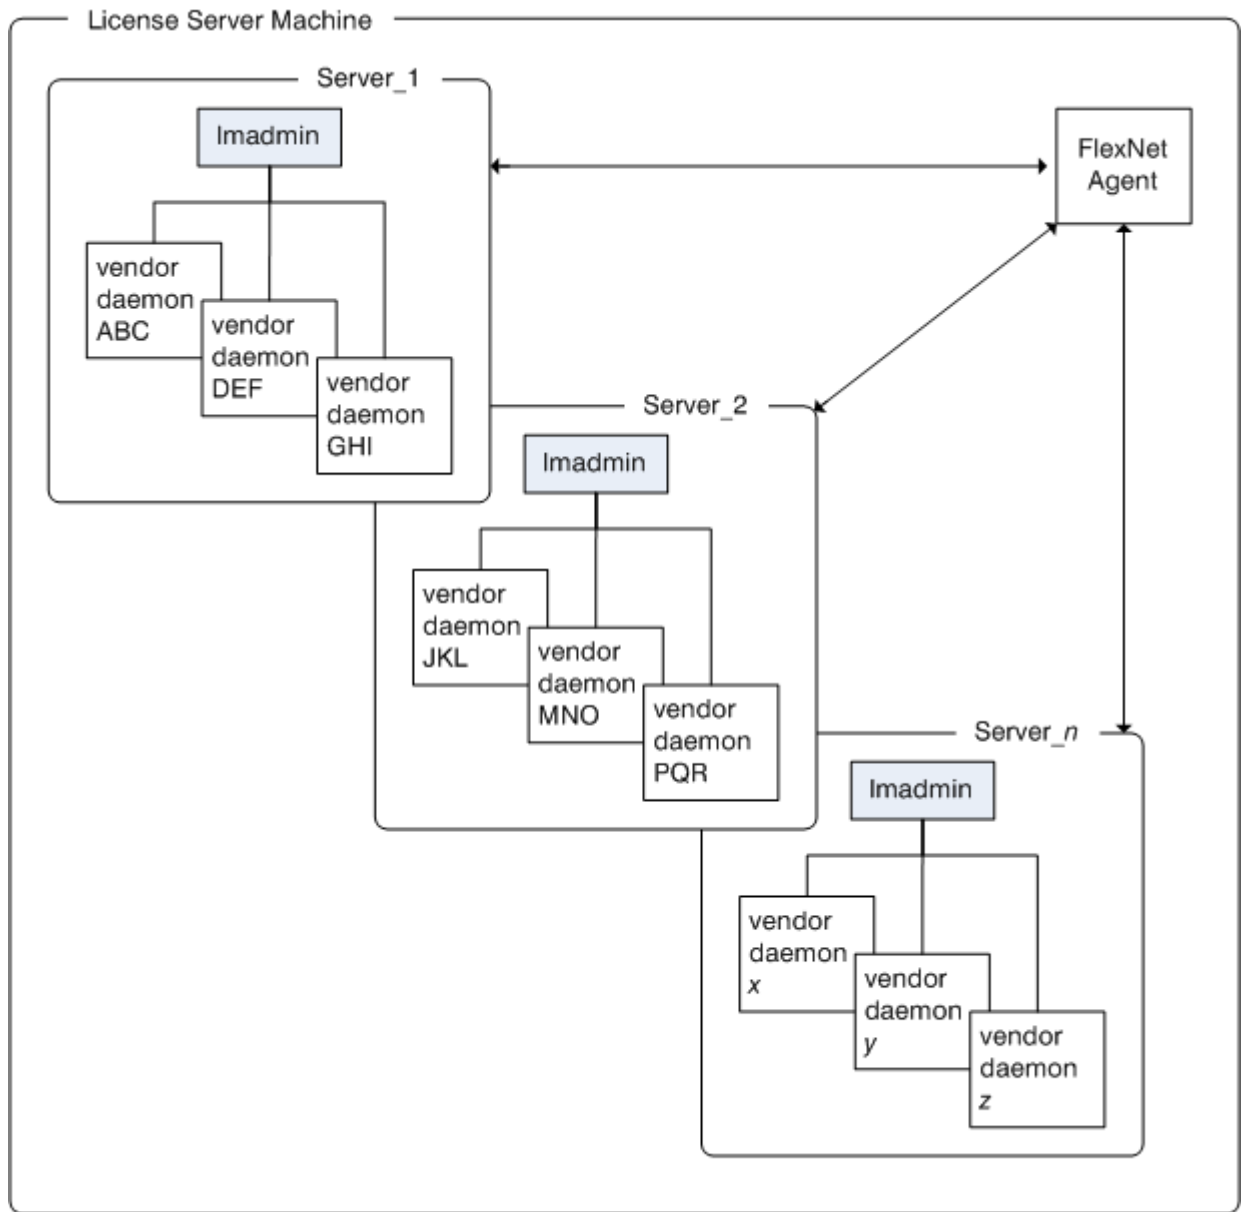 License Server Machine
Server_1
lmadmin
FlexNet
Agent
vendor
daemon
ABC
vendor
daemon
DEF
vendor
daemon
GHI
Server_2
lmadmin
vendor
daemon
JKL
vendor
daemon
MNO
vendor
daemon
PQR
Server_n
lmadmin
vendor
daemon
x
vendor
daemon
y
vendor
daemon
z